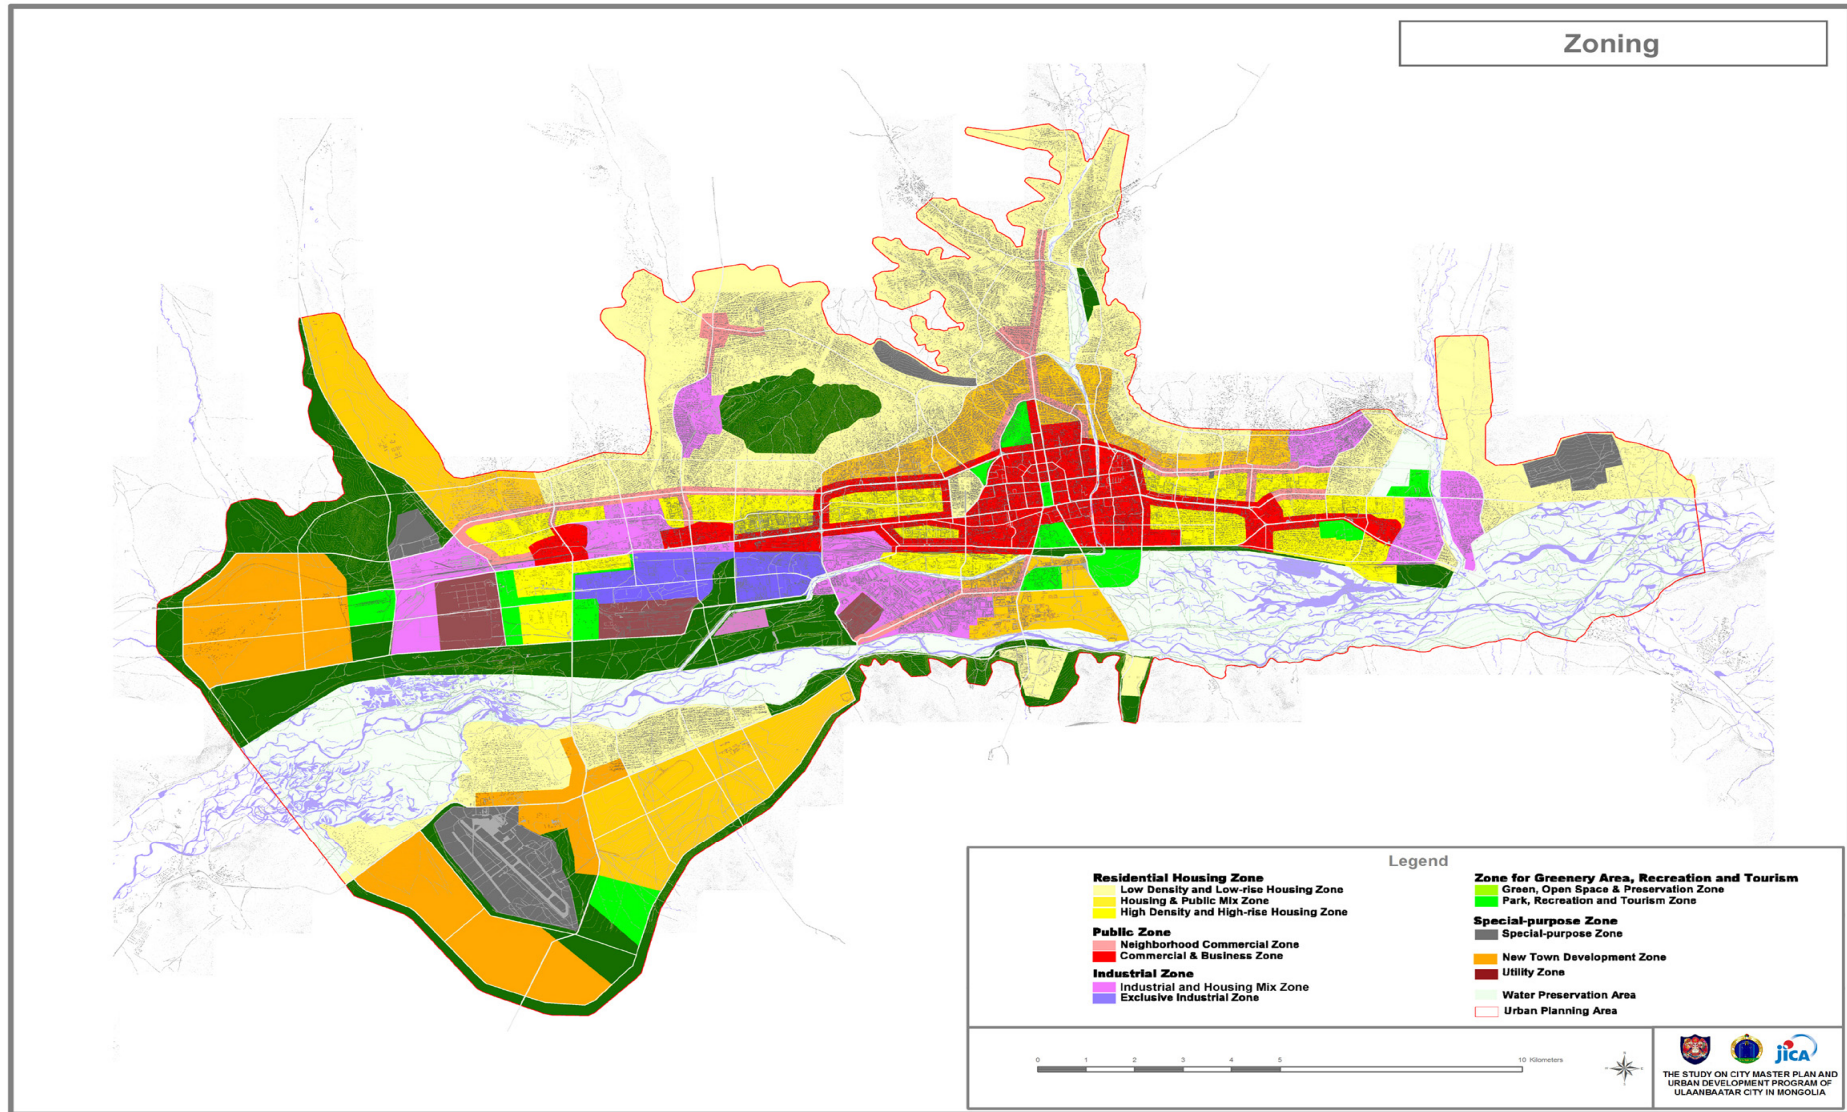 Zoning
Legend
Residential Housing Zone
Low Density and Low-rise Housing Zone
Housing & Public Mix Zone
High Density and High-rise Housing Zone
Public Zone
Neighborhood Commercial Zone
Commercial & Business Zone
Industrial Zone
Industrial and Housing Mix Zone
Exclusive Industrial Zone
Zone for Greenery Area, Recreation and Tourism
Green, Open Space & Preservation Zone
Park, Recreation and Tourism Zone
Special-purpose Zone
Special-purpose Zone
New Town Development Zone
Utility Zone
Water Preservation Area
Urban Planning Area
0 1 2 3 4 5 10 Kilometers
jICA
THE STUDY ON CITY MASTER PLAN AND
URBAN DEVELOPMENT PROGRAM OF
ULAANBAATAR CITY IN MONGOLIA